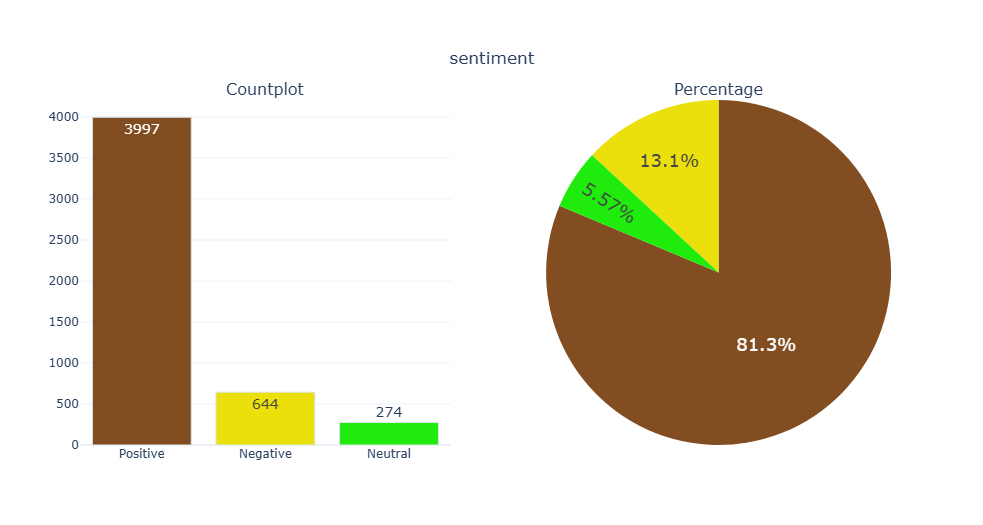 sentiment
Countplot
4000
3500
3000
2500
2000
1500
1000
500
0
3997
644
274
Positive
Negative
Neutral
Percentage
13.1%
5.57%
81.3%